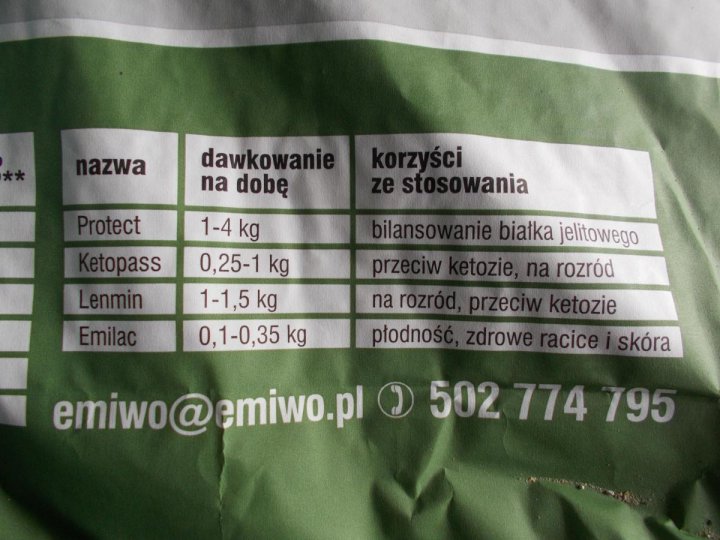 nazwa dawkowanie na dobę korzyści ze stosowania
Protect 1-4 kg bilansowanie białka jelitowego
Ketopass 0,25-1 kg przeciw ketozie, na rozród
Lenmin 1-1,5 kg na rozród, przeciw ketozie
Emilac 0,1-0,35 kg płodność, zdrowe racice i skóra
emiwo@emiwo.pl 502 774 795